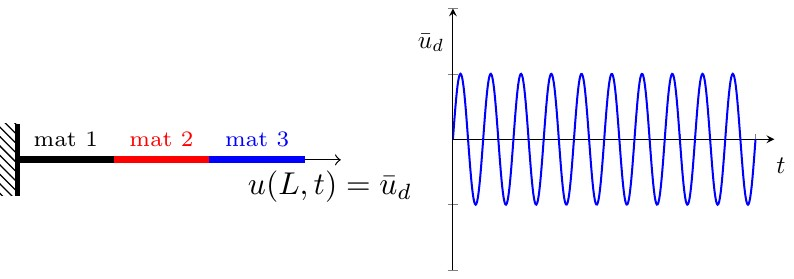 mat 1 mat 2 mat 3
u(L, t) = ū_d
ū_d
t